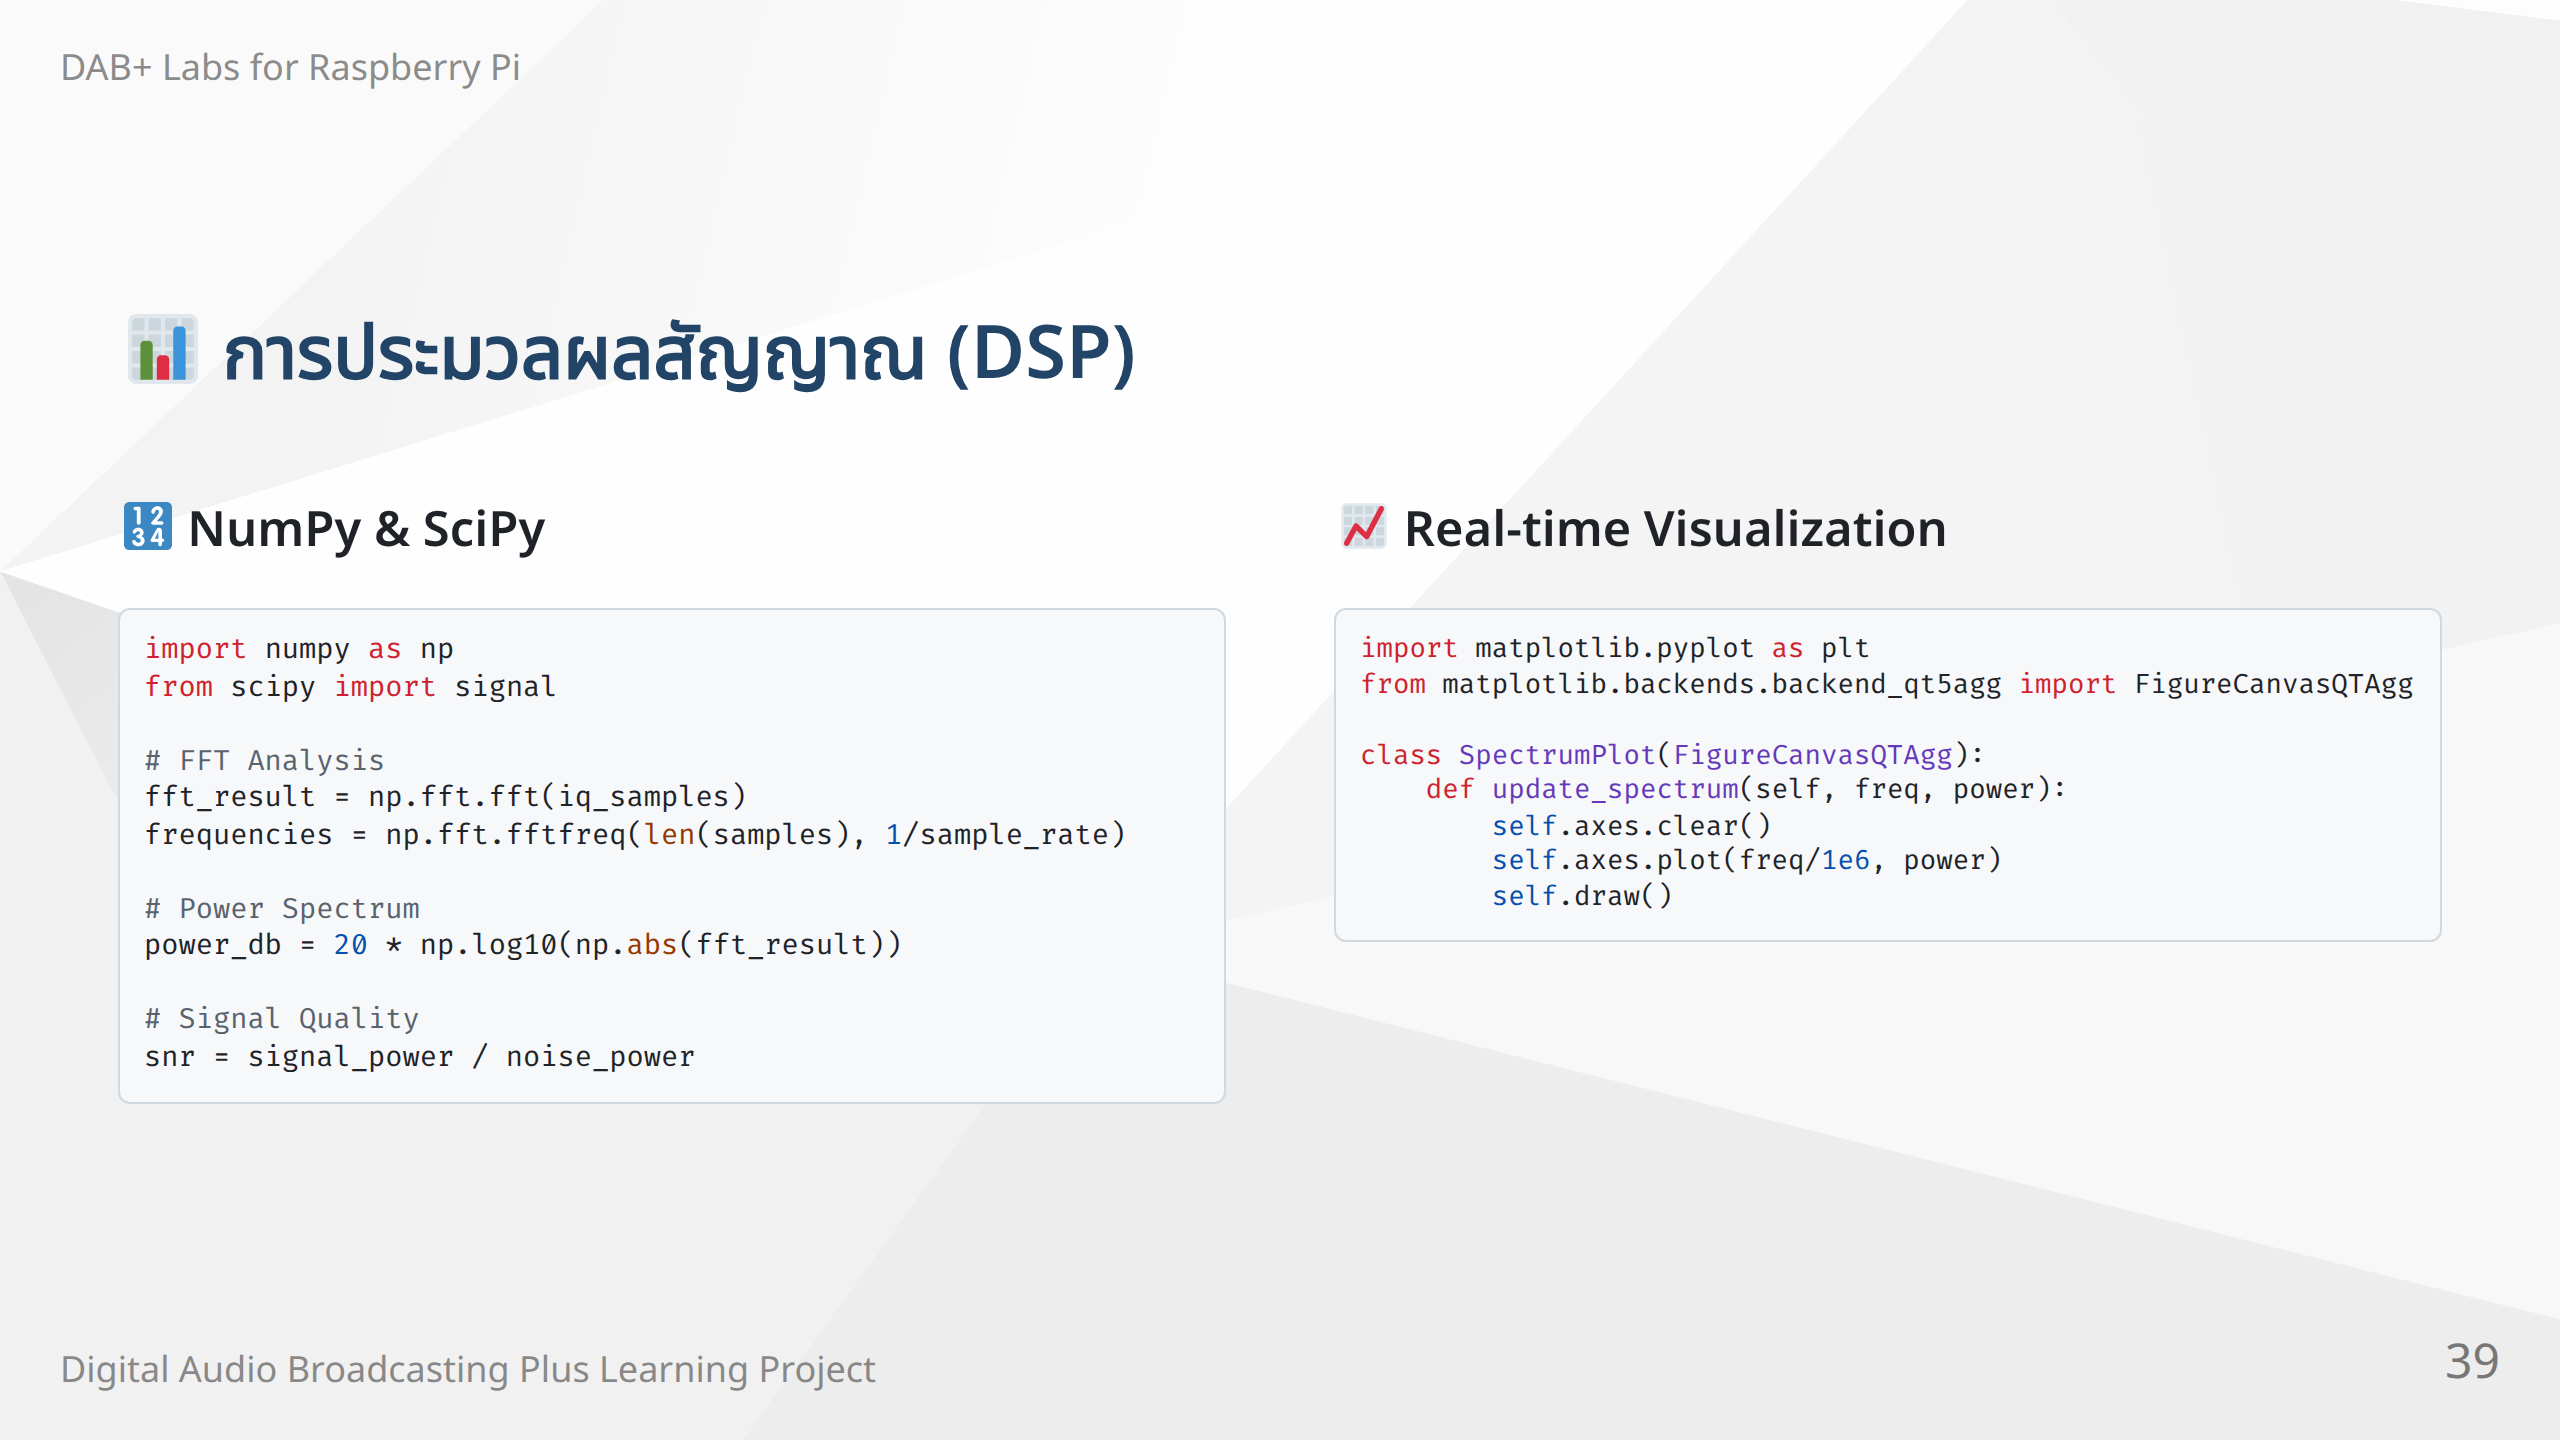 DAB+ Labs for Raspberry Pi
📊 การประมวลผลสัญญาณ (DSP)
🔢 NumPy & SciPy
import numpy as np
from scipy import signal

# FFT Analysis
fft_result = np.fft.fft(iq_samples)
frequencies = np.fft.fftfreq(len(samples), 1/sample_rate)

# Power Spectrum
power_db = 20 * np.log10(np.abs(fft_result))

# Signal Quality
snr = signal_power / noise_power
📈 Real-time Visualization
import matplotlib.pyplot as plt
from matplotlib.backends.backend_qt5agg import FigureCanvasQTAgg

class SpectrumPlot(FigureCanvasQTAgg):
    def update_spectrum(self, freq, power):
        self.axes.clear()
        self.axes.plot(freq/1e6, power)
        self.draw()
Digital Audio Broadcasting Plus Learning Project
39